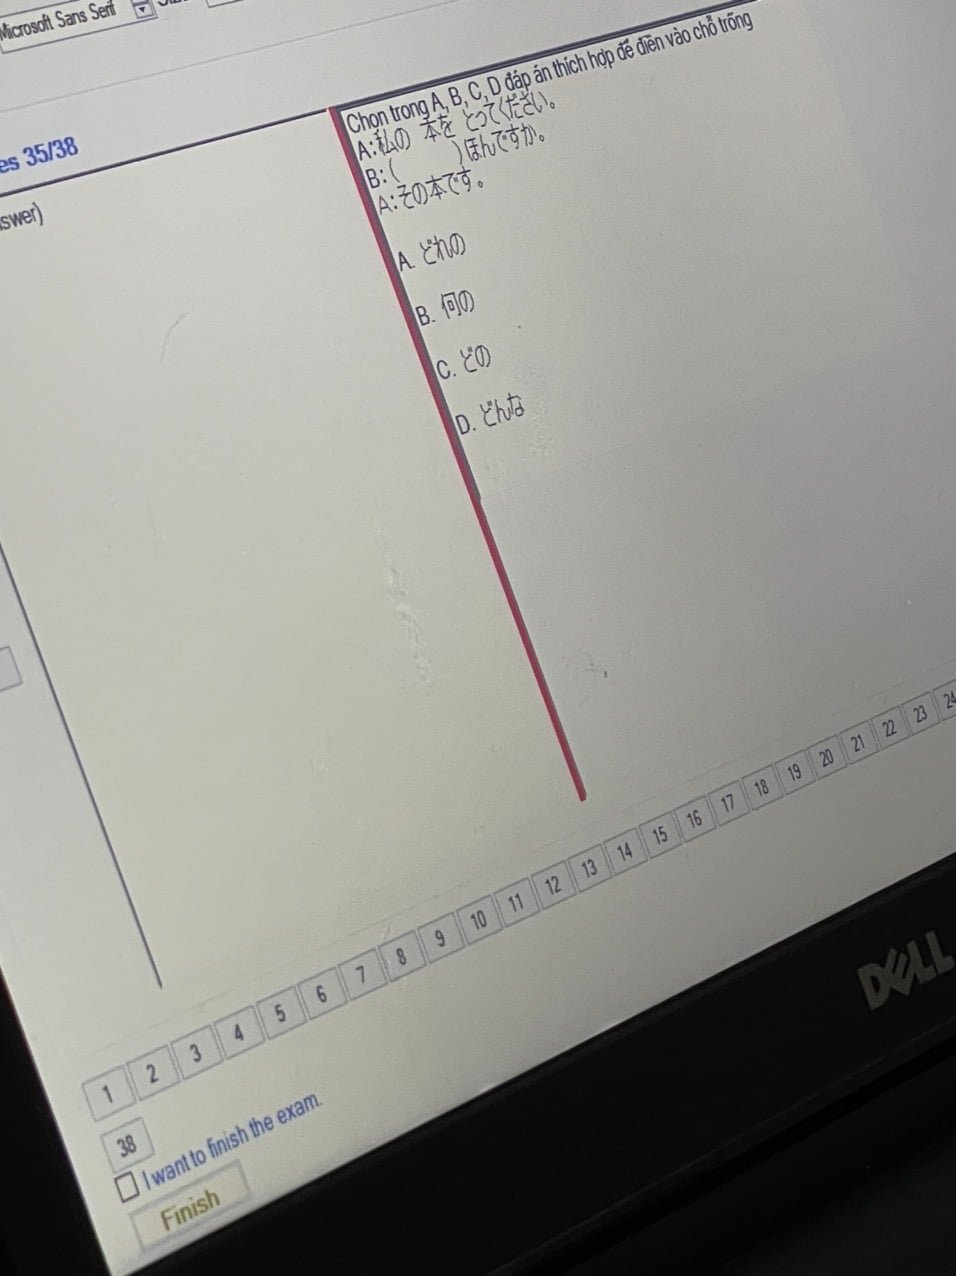 Microsoft Sans Serif
es 35/38
swer)
Chọn trong A, B, C, D đáp án thích hợp để điền vào chỗ trống
A: 私の 本を とってください。
B: ( )ほんですか。
A: その本です。
A. どれの
B. 何の
C. どの
D. どんな
1 2 3 4 5 6 7 8 9 10 11 12 13 14 15 16 17 18 19 20 21 22 23 24
38
I want to finish the exam.
Finish
DELL